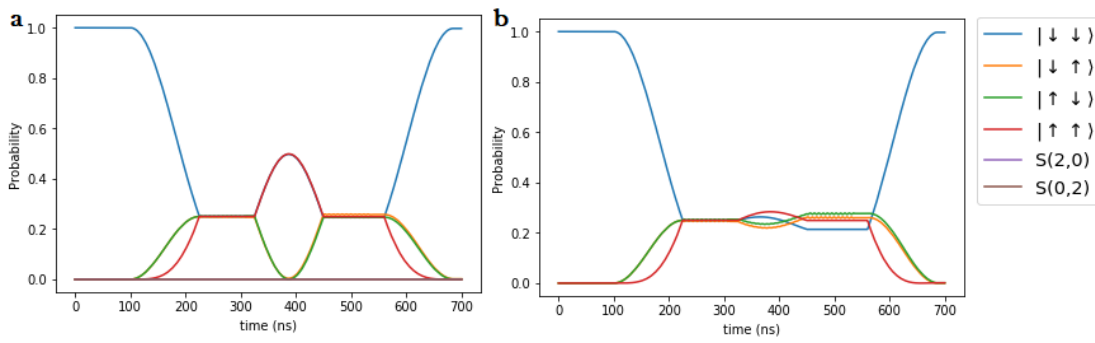 a
1.0
0.8
0.6
0.4
0.2
0.0
Probability
0 100 200 300 400 500 600 700
time (ns)
b
1.0
0.8
0.6
0.4
0.2
0.0
Probability
0 100 200 300 400 500 600 700
time (ns)
|↓ ↓⟩
|↓ ↑⟩
|↑ ↓⟩
|↑ ↑⟩
S(2,0)
S(0,2)